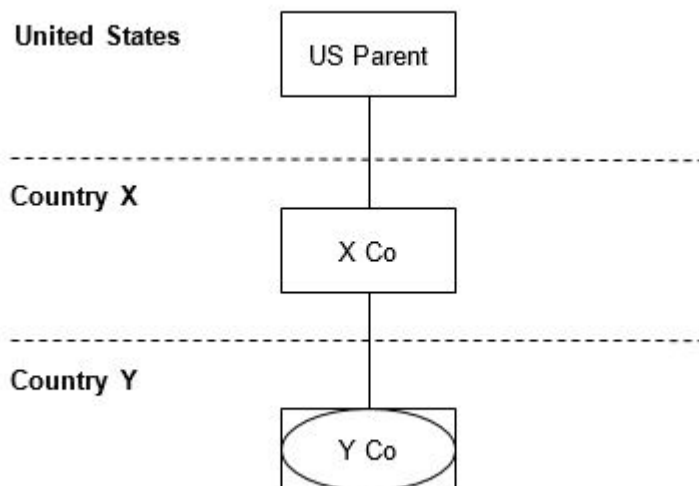 United States
US Parent
Country X
X Co
Country Y
Y Co